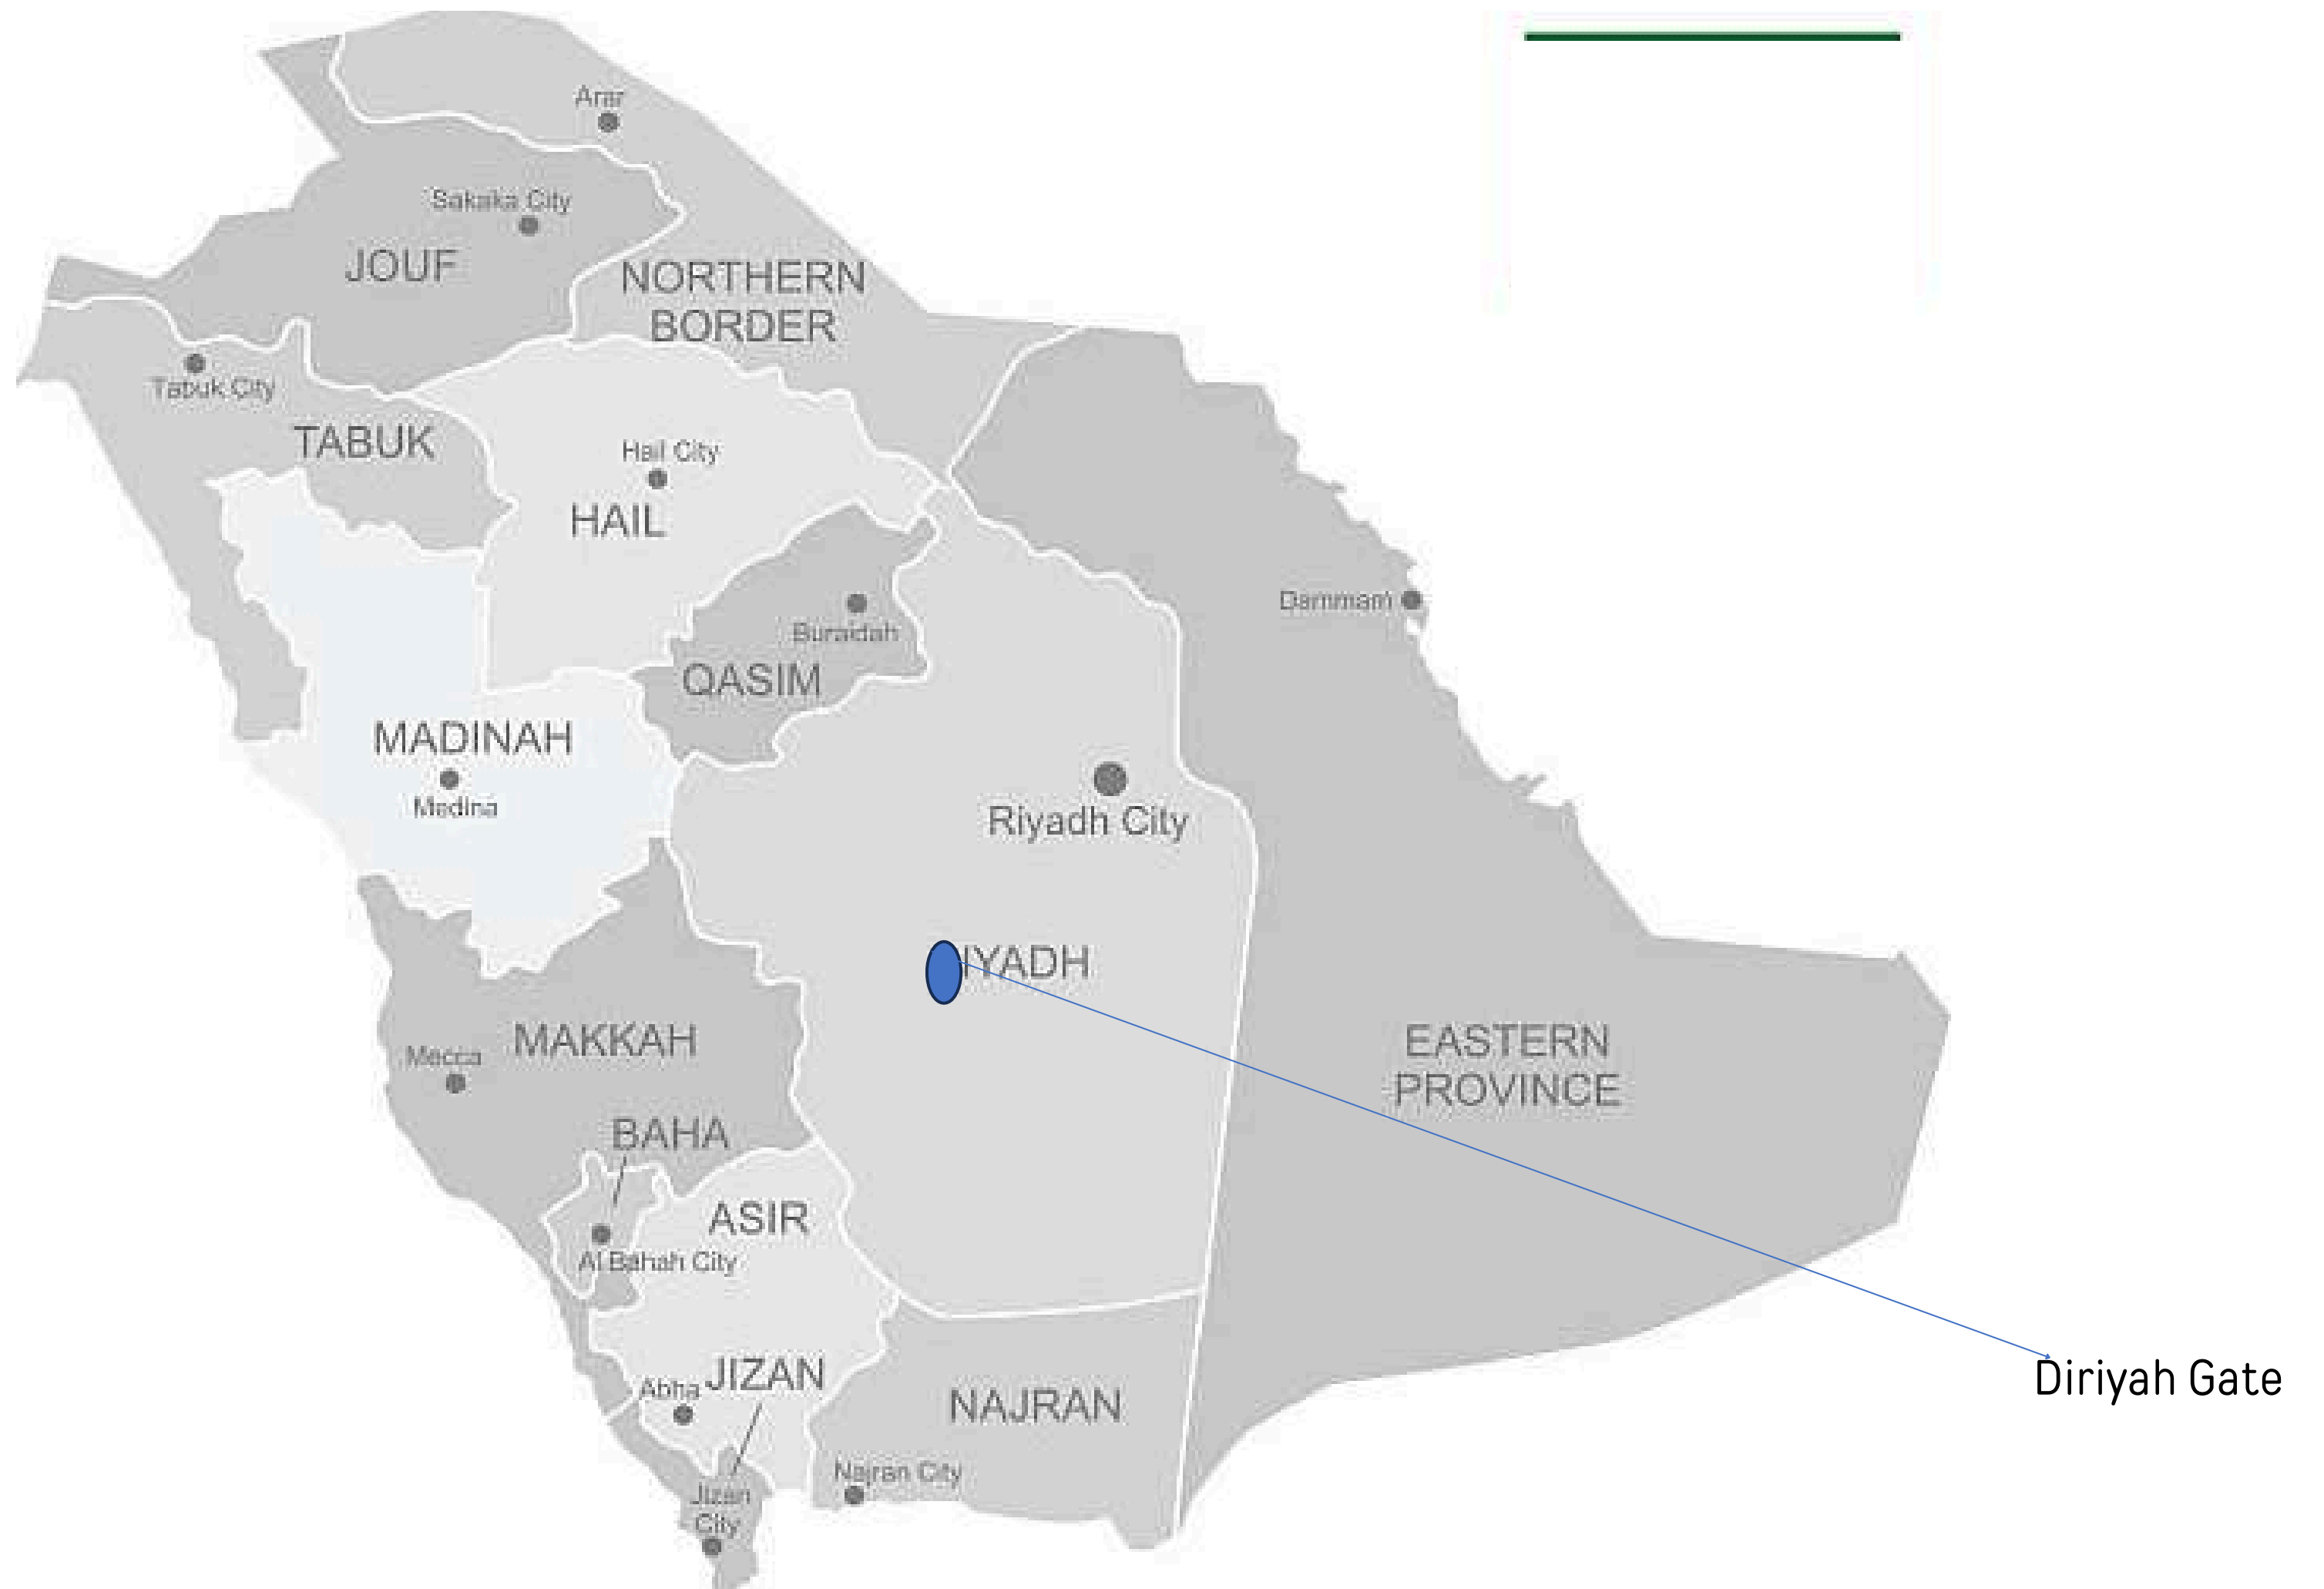 Arar
Sakaka City
JOUF
NORTHERN
BORDER
Tabuk City
TABUK
Hail City
HAIL
Dammam
Buraidah
QASIM
MADINAH
Medina
Riyadh City
IYADH
EASTERN
PROVINCE
MAKKAH
Mecca
BAHA
ASIR
Al Bahah City
JIZAN
Abha
Diriyah Gate
NAJRAN
Najran City
Jizan
City